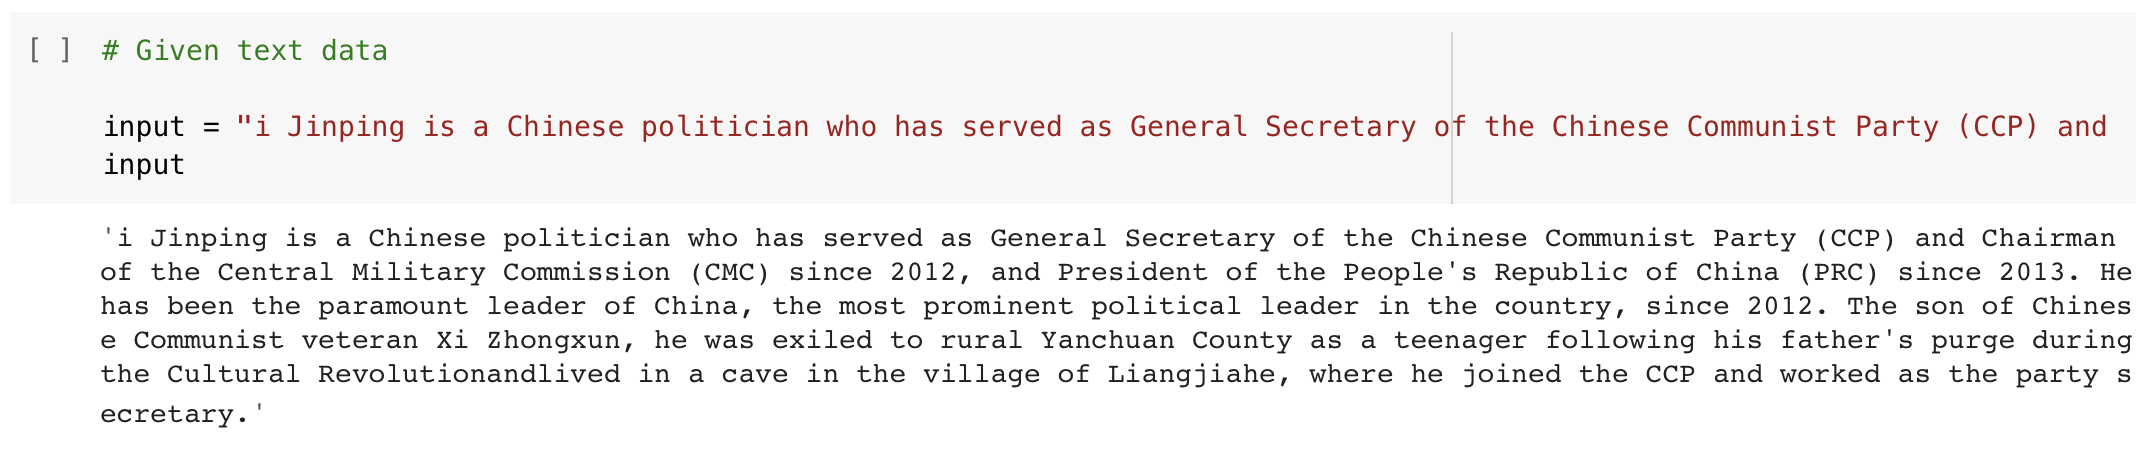 [ ] # Given text data
input = "i Jinping is a Chinese politician who has served as General Secretary of the Chinese Communist Party (CCP) and
input
'i Jinping is a Chinese politician who has served as General Secretary of the Chinese Communist Party (CCP) and Chairman
of the Central Military Commission (CMC) since 2012, and President of the People's Republic of China (PRC) since 2013. He
has been the paramount leader of China, the most prominent political leader in the country, since 2012. The son of Chines
e Communist veteran Xi Zhongxun, he was exiled to rural Yanchuan County as a teenager following his father's purge during
the Cultural Revolutionandlived in a cave in the village of Liangjiahe, where he joined the CCP and worked as the party s
ecretary.'